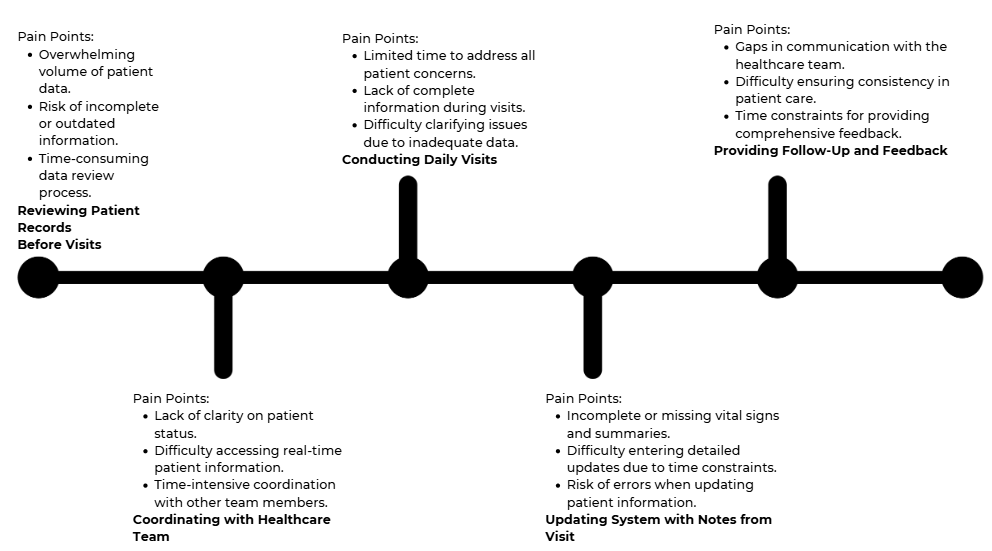 Pain Points:
• Overwhelming
volume of patient
data.
• Risk of incomplete
or outdated
information.
• Time-consuming
data review
process.
Reviewing Patient
Records
Before Visits
Pain Points:
• Lack of clarity on patient
status.
• Difficulty accessing real-time
patient information.
• Time-intensive coordination
with other team members.
Coordinating with Healthcare
Team
Pain Points:
• Limited time to address all
patient concerns.
• Lack of complete
information during visits.
• Difficulty clarifying issues
due to inadequate data.
Conducting Daily Visits
Pain Points:
• Incomplete or missing vital signs
and summaries.
• Difficulty entering detailed
updates due to time constraints.
• Risk of errors when updating
patient information.
Updating System with Notes from
Visit
Pain Points:
• Gaps in communication with the
healthcare team.
• Difficulty ensuring consistency in
patient care.
• Time constraints for providing
comprehensive feedback.
Providing Follow-Up and Feedback